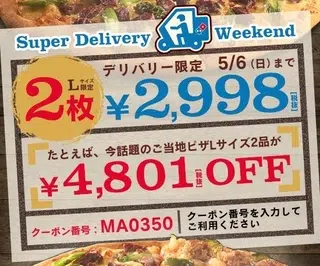 Super Delivery Weekend
Lサイズ限定
2枚
デリバリー限定 5/6(日)まで
¥2,998[税抜]
たとえば、今話題のご当地ピザLサイズ2品が
¥4,801 OFF[税抜]
クーポン番号:MA0350
クーポン番号を入力して
ご利用ください